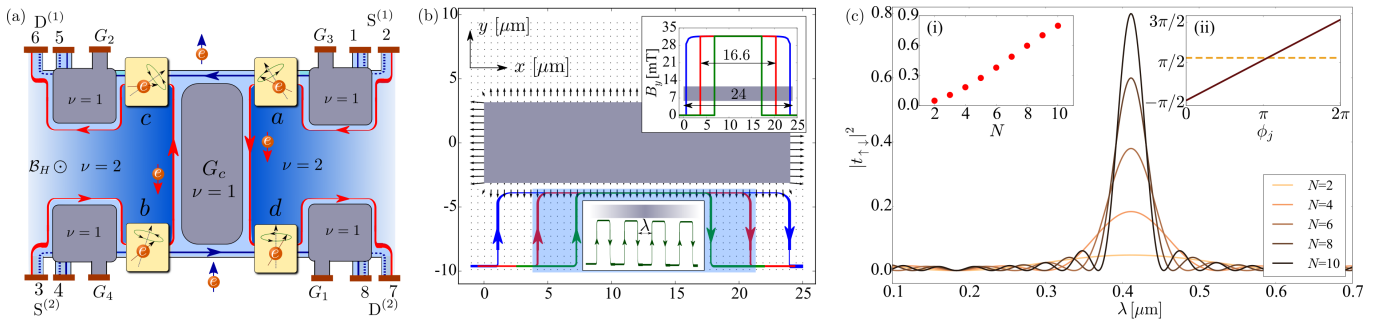 (a)
D(1)
S(1)
6 5 G2 G3 1 2
e
ν = 1
e
e
ν = 1
c
a
e
BH ⊙ ν = 2
Gc
ν = 1
ν = 2
e
b
d
ν = 1
e
e
ν = 1
e
3 4 G4 G1 8 7
S(2)
D(2)
(b)
y [μm]
x [μm]
10
5
0
−5
−10
0 5 10 15 20 25
λ
By [mT]
35
28
21
14
7
0
16.6
24
0 5 10 15 20 25
(c)
|t↑↓|²
0.8
0.6
0.4
0.2
0.0
0.1 0.2 0.3 0.4 0.5 0.6 0.7
λ [μm]
(i)
0.9
0.6
0.3
0.0
2 4 6 8 10
N
(ii)
3π/2
π/2
−π/2
0 π 2π
ϕj
N=2
N=4
N=6
N=8
N=10